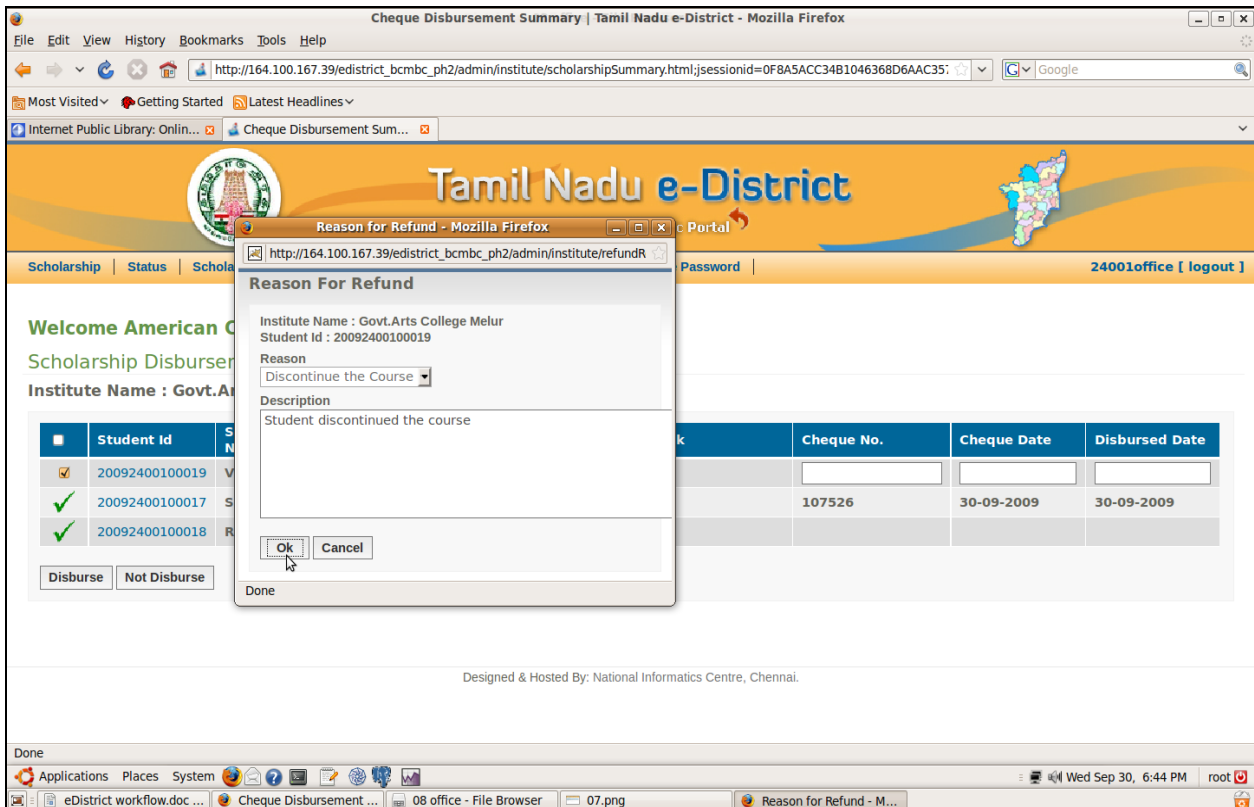 Cheque Disbursement Summary | Tamil Nadu e-District - Mozilla Firefox
File Edit View History Bookmarks Tools Help
http://164.100.167.39/edistrict_bcmbc_ph2/admin/institute/scholarshipSummary.html;jsessionid=0F8A5ACC34B1046368D6AAC357 G Google
Most Visited Getting Started Latest Headlines
Internet Public Library: Onlin... Cheque Disbursement Sum...
Tamil Nadu e-District
c Portal
Reason for Refund - Mozilla Firefox
http://164.100.167.39/edistrict_bcmbc_ph2/admin/institute/refundR
Scholarship | Status | Schola Password | 24001office [ logout ]
Reason For Refund
Institute Name : Govt.Arts College Melur
Student Id : 20092400100019
Reason
Discontinue the Course
Description
Student discontinued the course
Ok Cancel
Done
Welcome American C
Scholarship Disburser
Institute Name : Govt.Ar
Student Id S N k Cheque No. Cheque Date Disbursed Date
20092400100019 V
20092400100017 S 107526 30-09-2009 30-09-2009
20092400100018 R
Disburse Not Disburse
Designed & Hosted By: National Informatics Centre, Chennai.
Done
Applications Places System Wed Sep 30, 6:44 PM root
eDistrict workflow.doc ... Cheque Disbursement ... 08 office - File Browser 07.png Reason for Refund - M...